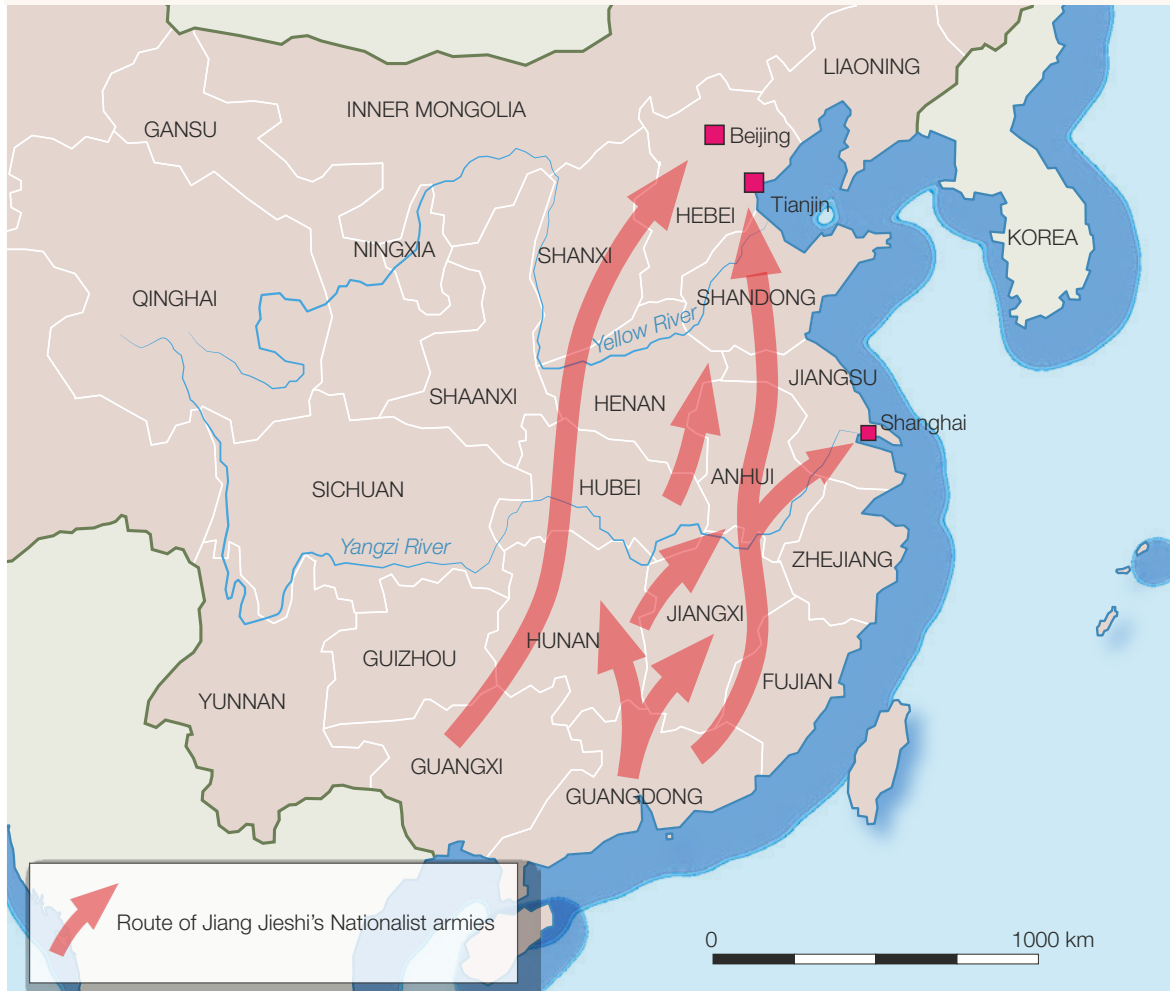 LIAONING
INNER MONGOLIA
GANSU
Beijing
Tianjin
HEBEI
KOREA
NINGXIA
SHANXI
QINGHAI
SHANDONG
Yellow River
JIANGSU
SHAANXI
HENAN
Shanghai
SICHUAN
HUBEI
ANHUI
Yangzi River
ZHEJIANG
JIANGXI
HUNAN
GUIZHOU
FUJIAN
YUNNAN
GUANGXI
GUANGDONG
Route of Jiang Jieshi's Nationalist armies
0 1000 km